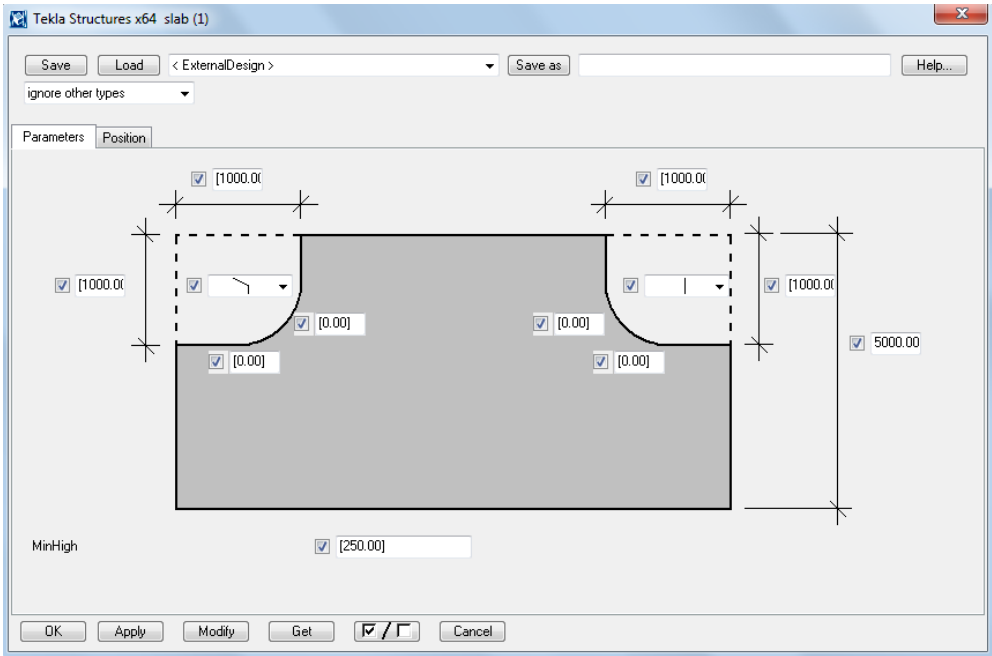 Tekla Structures x64 slab (1)
Save Load < ExternalDesign > Save as Help...
ignore other types
Parameters Position
[1000.0( [1000.0(
[1000.0( [1000.0(
[0.00] [0.00]
5000.00
[0.00] [0.00]
MinHigh [250.00]
OK Apply Modify Get / Cancel